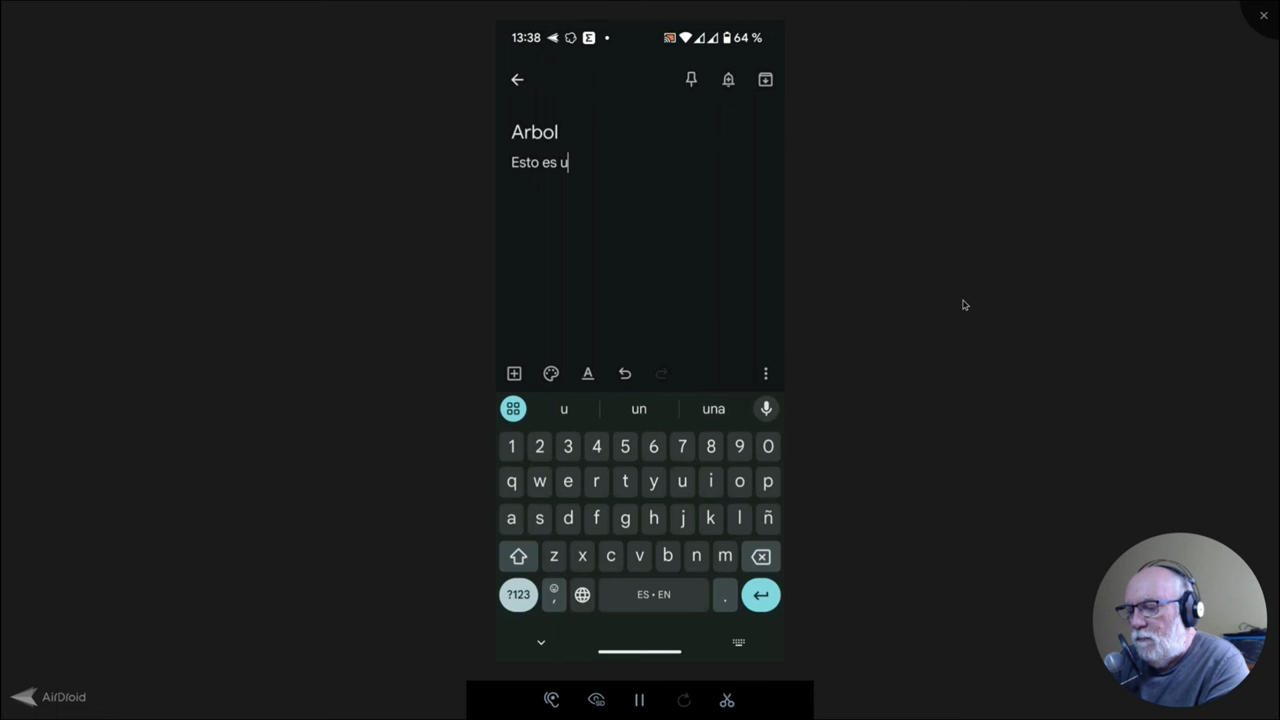 13:38 64 %
Arbol
Esto es u
u un una
1 2 3 4 5 6 7 8 9 0
q w e r t y u i o p
a s d f g h j k l ñ
z x c v b n m
?123 , ES • EN .
SD
AirDroid